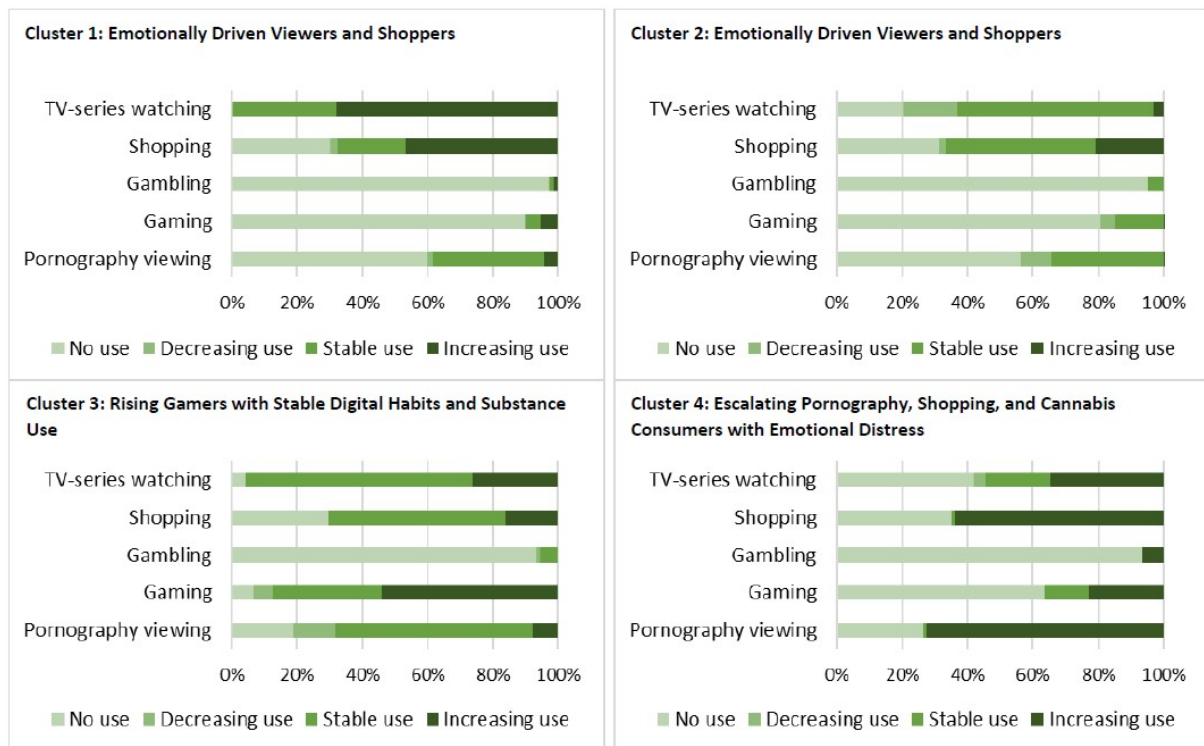 Cluster 1: Emotionally Driven Viewers and Shoppers
TV-series watching
Shopping
Gambling
Gaming
Pornography viewing
0% 20% 40% 60% 80% 100%
No use Decreasing use Stable use Increasing use
Cluster 2: Emotionally Driven Viewers and Shoppers
TV-series watching
Shopping
Gambling
Gaming
Pornography viewing
0% 20% 40% 60% 80% 100%
No use Decreasing use Stable use Increasing use
Cluster 3: Rising Gamers with Stable Digital Habits and Substance
Use
TV-series watching
Shopping
Gambling
Gaming
Pornography viewing
0% 20% 40% 60% 80% 100%
No use Decreasing use Stable use Increasing use
Cluster 4: Escalating Pornography, Shopping, and Cannabis
Consumers with Emotional Distress
TV-series watching
Shopping
Gambling
Gaming
Pornography viewing
0% 20% 40% 60% 80% 100%
No use Decreasing use Stable use Increasing use